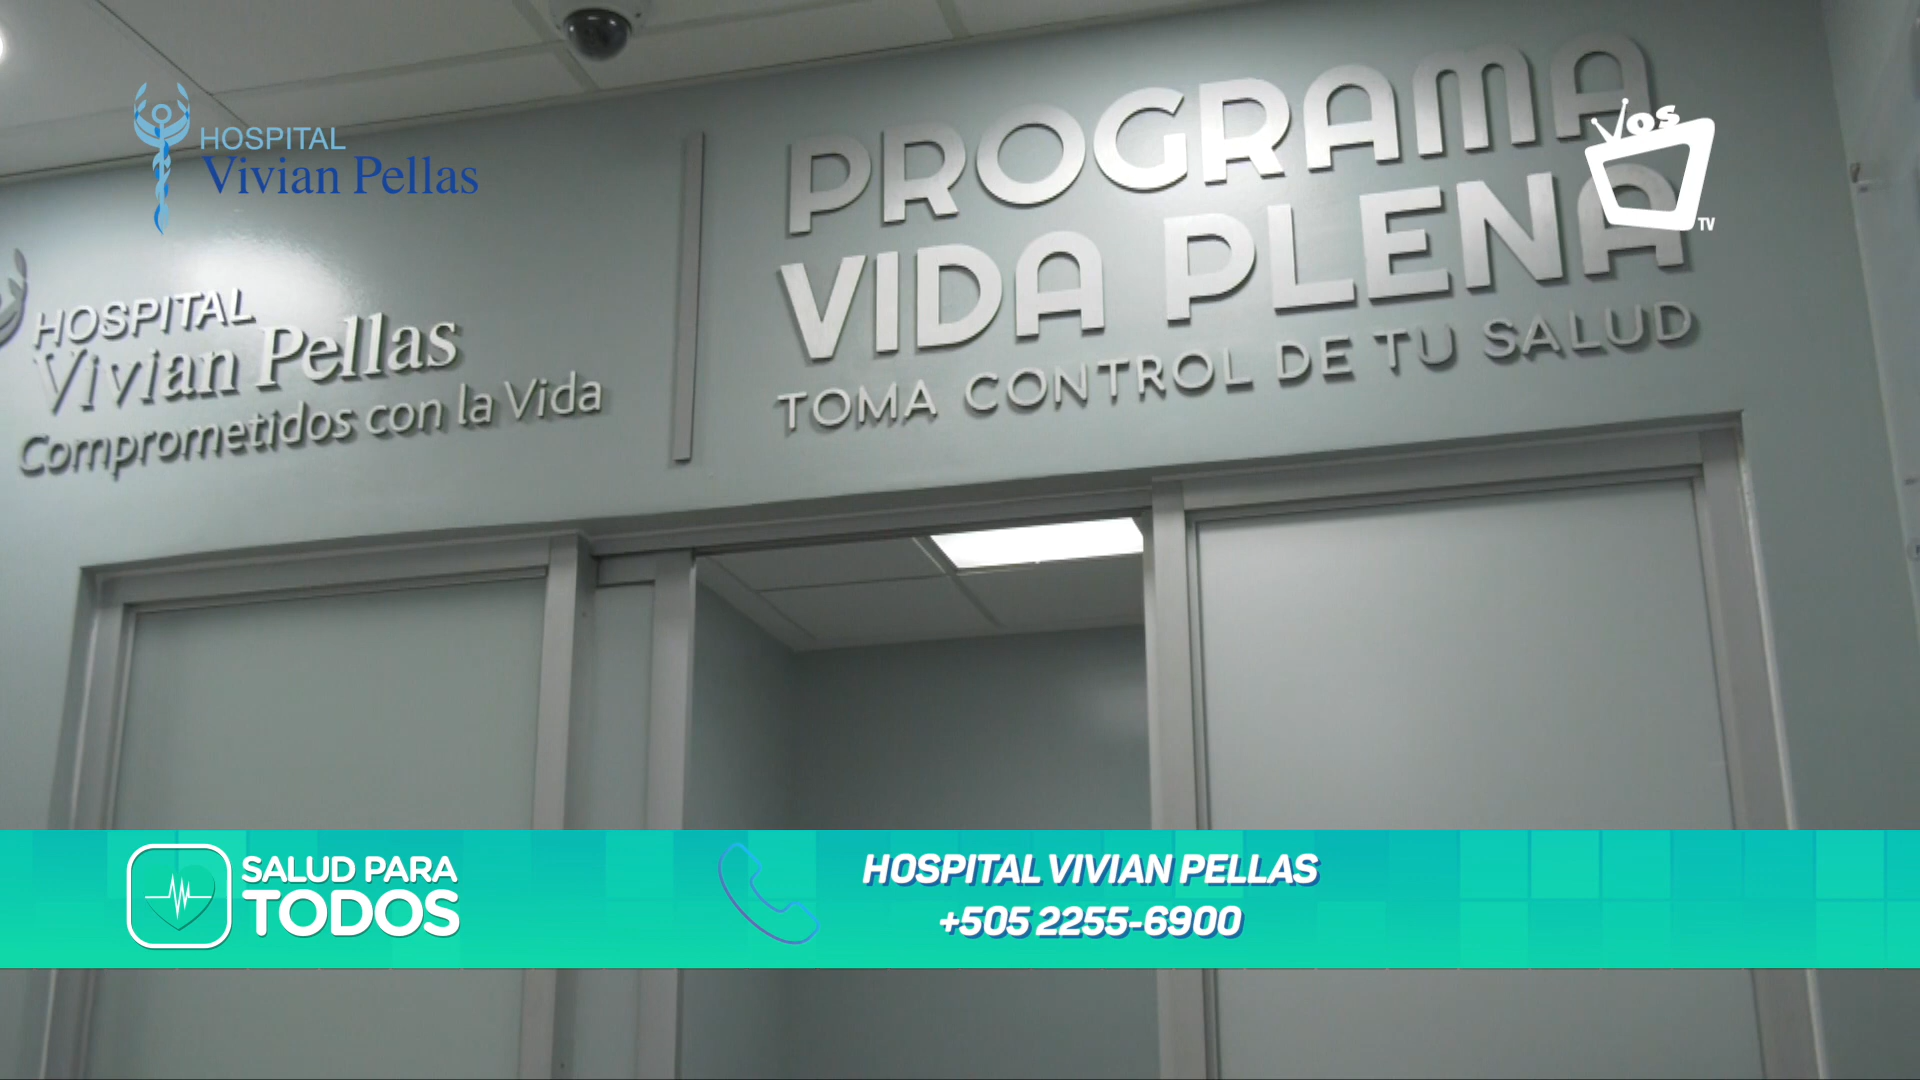 HOSPITAL
Vivian Pellas
VOS
TV
PROGRAMA
VIDA PLENA
TOMA CONTROL DE TU SALUD
HOSPITAL
Vivian Pellas
Comprometidos con la Vida
SALUD PARA
TODOS
HOSPITAL VIVIAN PELLAS
+505 2255-6900